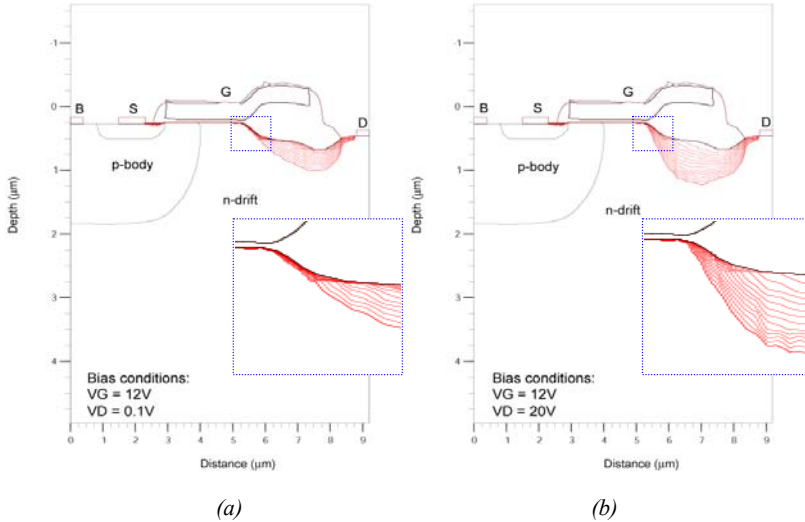 -1
0
1
2
3
4
Depth (μm)
B
S
G
D
p-body
n-drift
Bias conditions:
VG = 12V
VD = 0.1V
0 1 2 3 4 5 6 7 8 9
Distance (μm)
(a)
-1
0
1
2
3
4
Depth (μm)
B
S
G
D
p-body
n-drift
Bias conditions:
VG = 12V
VD = 20V
0 1 2 3 4 5 6 7 8 9
Distance (μm)
(b)